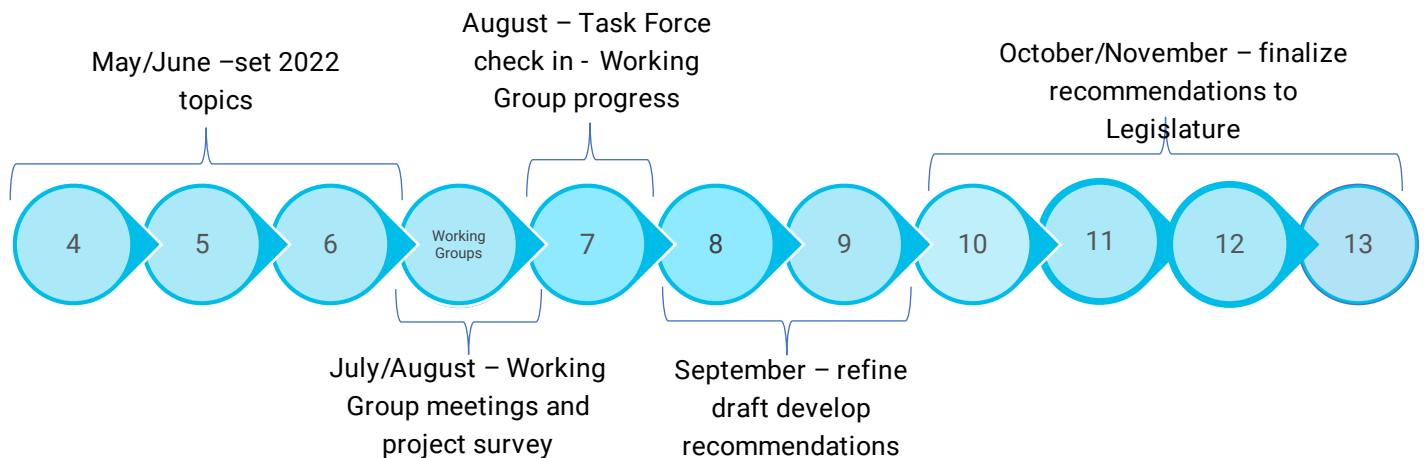 May/June –set 2022
topics
August – Task Force
check in - Working
Group progress
October/November – finalize
recommendations to
Legislature
4
5
6
Working
Groups
7
8
9
10
11
12
13
July/August – Working
Group meetings and
project survey
September – refine
draft develop
recommendations